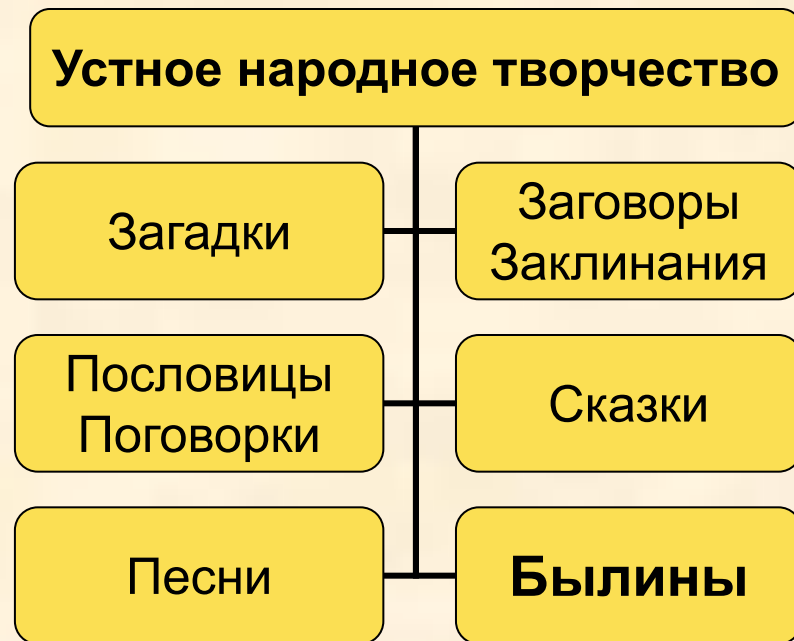 Устное народное творчество
Загадки
Заговоры
Заклинания
Пословицы
Поговорки
Сказки
Песни
Былины